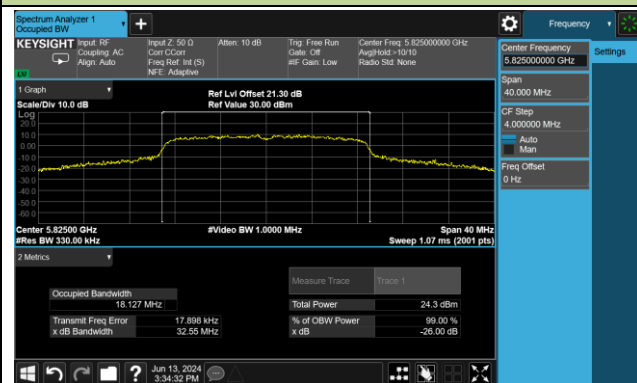 Spectrum Analyzer 1
Occupied BW
+
Frequency
KEYSIGHT
Input: RF
Coupling: AC
Align: Auto
Input Z: 50 Ω
Corr CCorr
Freq Ref: Int (S)
NFE: Adaptive
Atten: 10 dB
Trig: Free Run
Gate: Off
#IF Gain: Low
Center Freq: 5.825000000 GHz
Avg|Hold:>10/10
Radio Std: None
LXI
1 Graph
Scale/Div 10.0 dB
Ref Lvl Offset 21.30 dB
Ref Value 30.00 dBm
Log
20.0
10.0
0.00
-10.0
-20.0
-30.0
-40.0
-50.0
-60.0
Center 5.82500 GHz
#Res BW 330.00 kHz
#Video BW 1.0000 MHz
Span 40 MHz
Sweep 1.07 ms (2001 pts)
2 Metrics
Measure Trace
Trace 1
Occupied Bandwidth
18.127 MHz
Total Power
24.3 dBm
Transmit Freq Error
17.898 kHz
% of OBW Power
99.00 %
x dB Bandwidth
32.55 MHz
x dB
-26.00 dB
Center Frequency
5.825000000 GHz
Settings
Span
40.000 MHz
CF Step
4.000000 MHz
Auto
Man
Freq Offset
0 Hz
?
Jun 13, 2024
3:34:32 PM